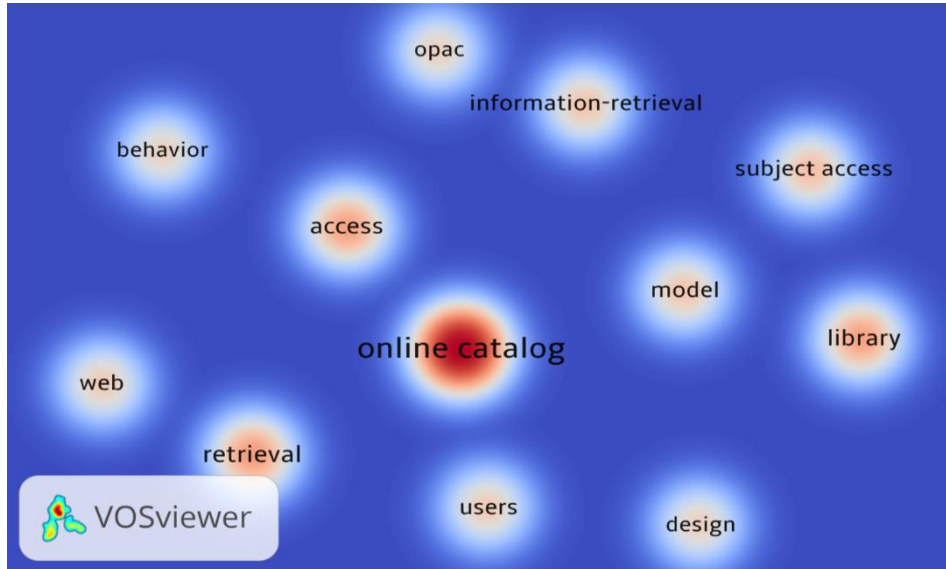 opac
information-retrieval
behavior
subject access
access
model
library
online catalog
web
retrieval
users
design
VOSviewer